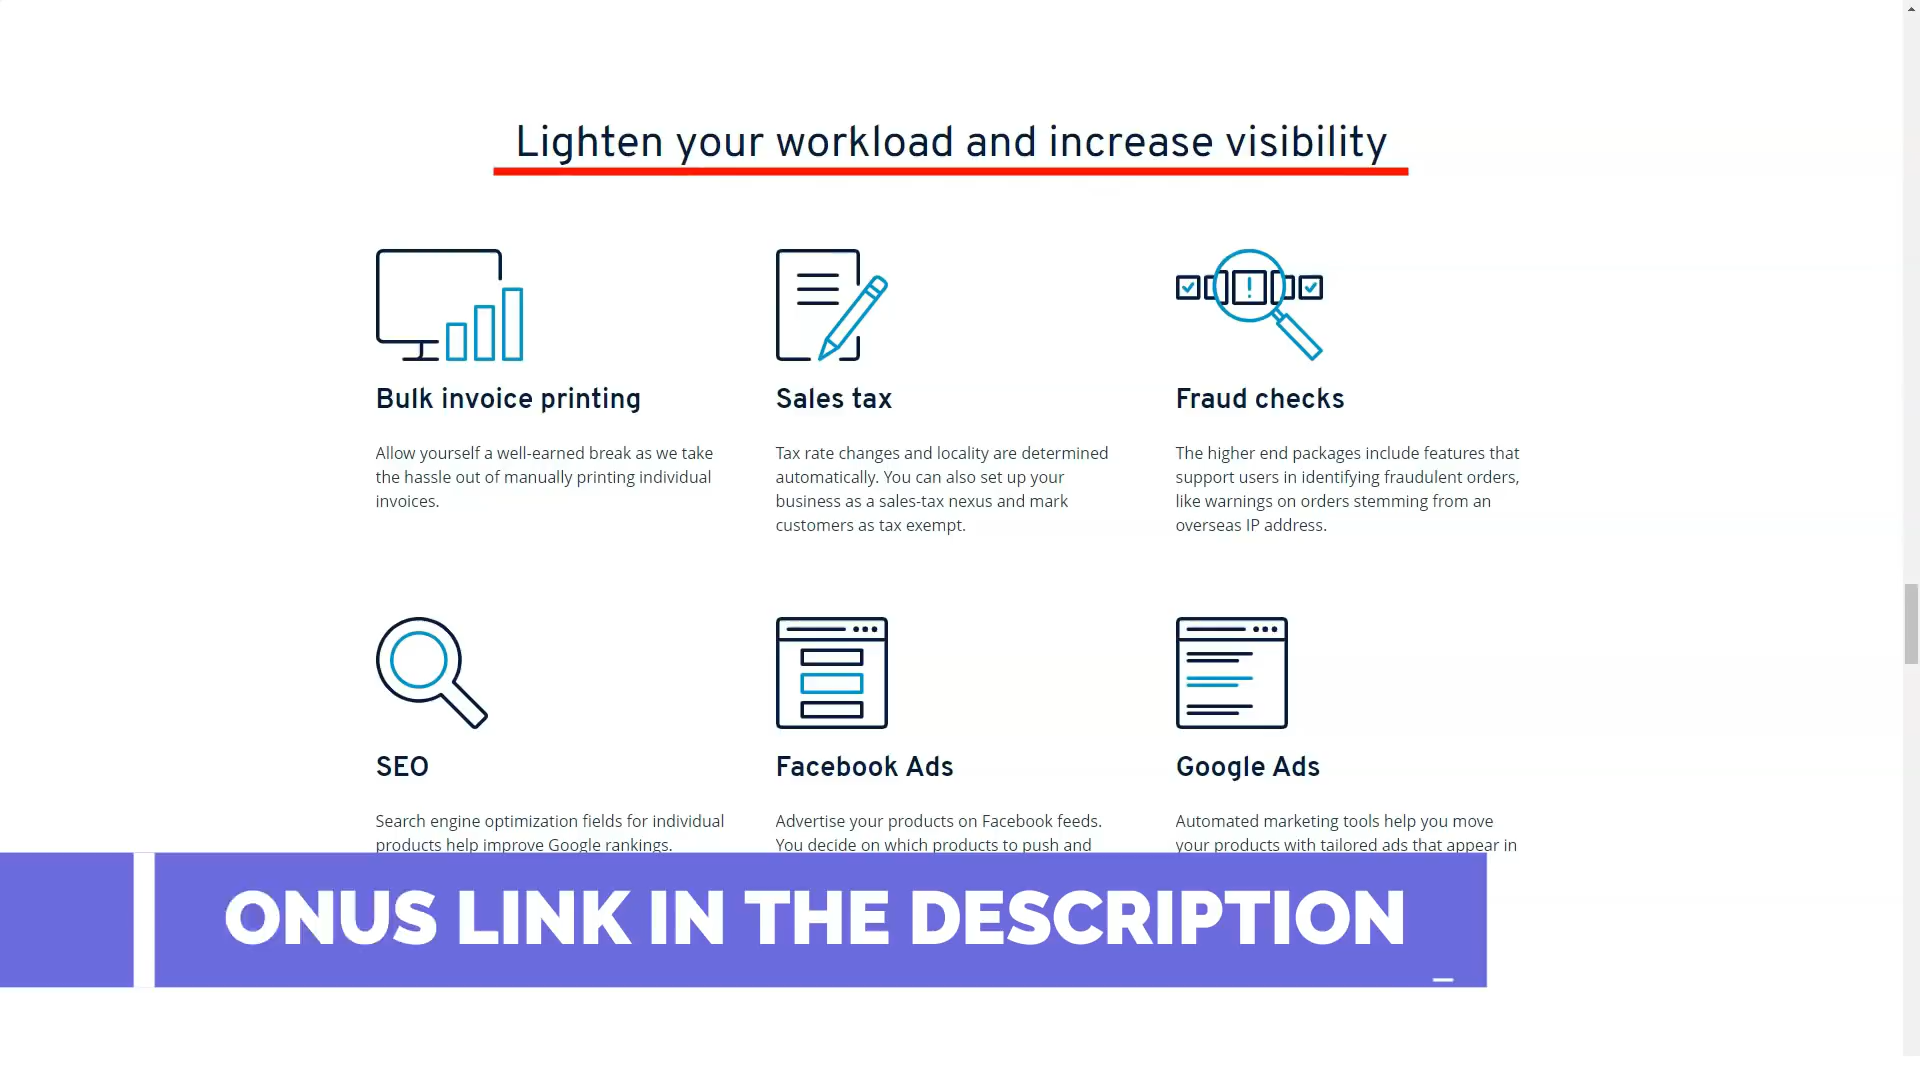 Lighten your workload and increase visibility
Bulk invoice printing
Allow yourself a well-earned break as we take
the hassle out of manually printing individual
invoices.
Sales tax
Tax rate changes and locality are determined
automatically. You can also set up your
business as a sales-tax nexus and mark
customers as tax exempt.
Fraud checks
The higher end packages include features that
support users in identifying fraudulent orders,
like warnings on orders stemming from an
overseas IP address.
SEO
Search engine optimization fields for individual
products help improve Google rankings.
Facebook Ads
Advertise your products on Facebook feeds.
You decide on which products to push and
Google Ads
Automated marketing tools help you move
your products with tailored ads that appear in
ONUS LINK IN THE DESCRIPTION